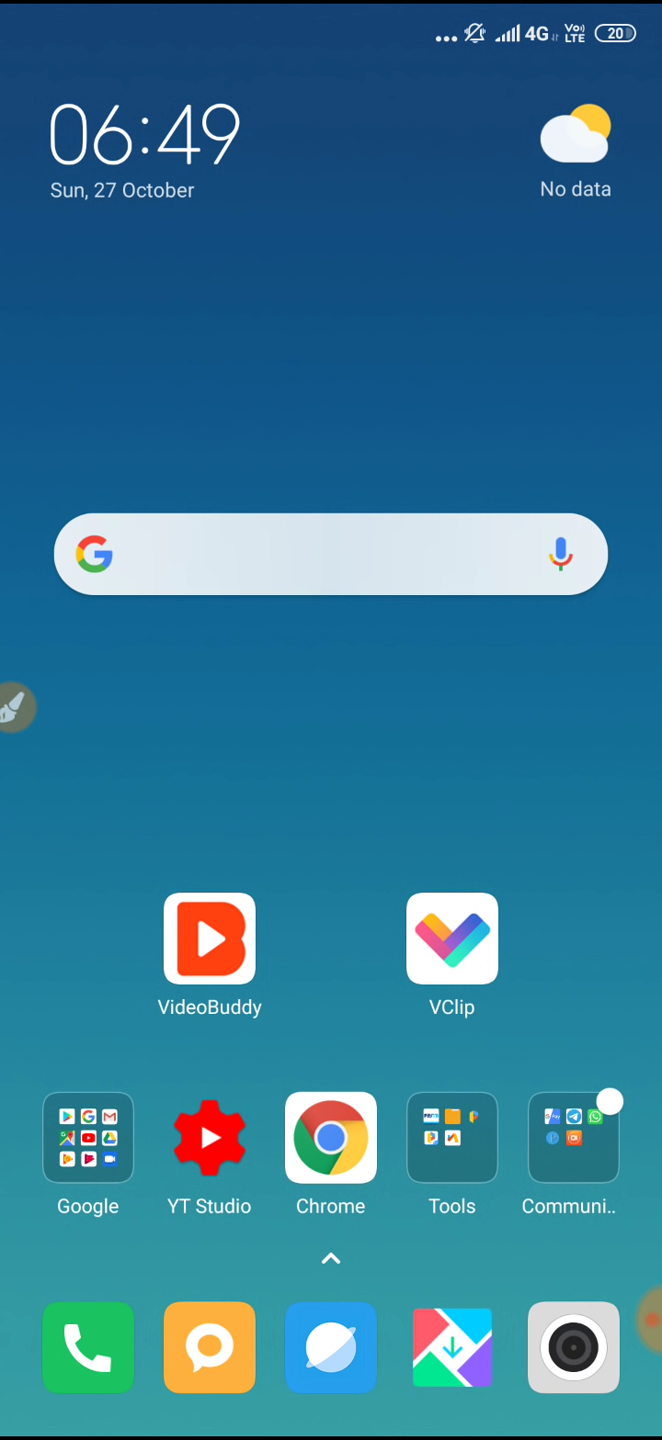 4G
Vo))
LTE
20
06:49
Sun, 27 October
No data
VideoBuddy
VClip
Google
YT Studio
Chrome
Tools
Communi..